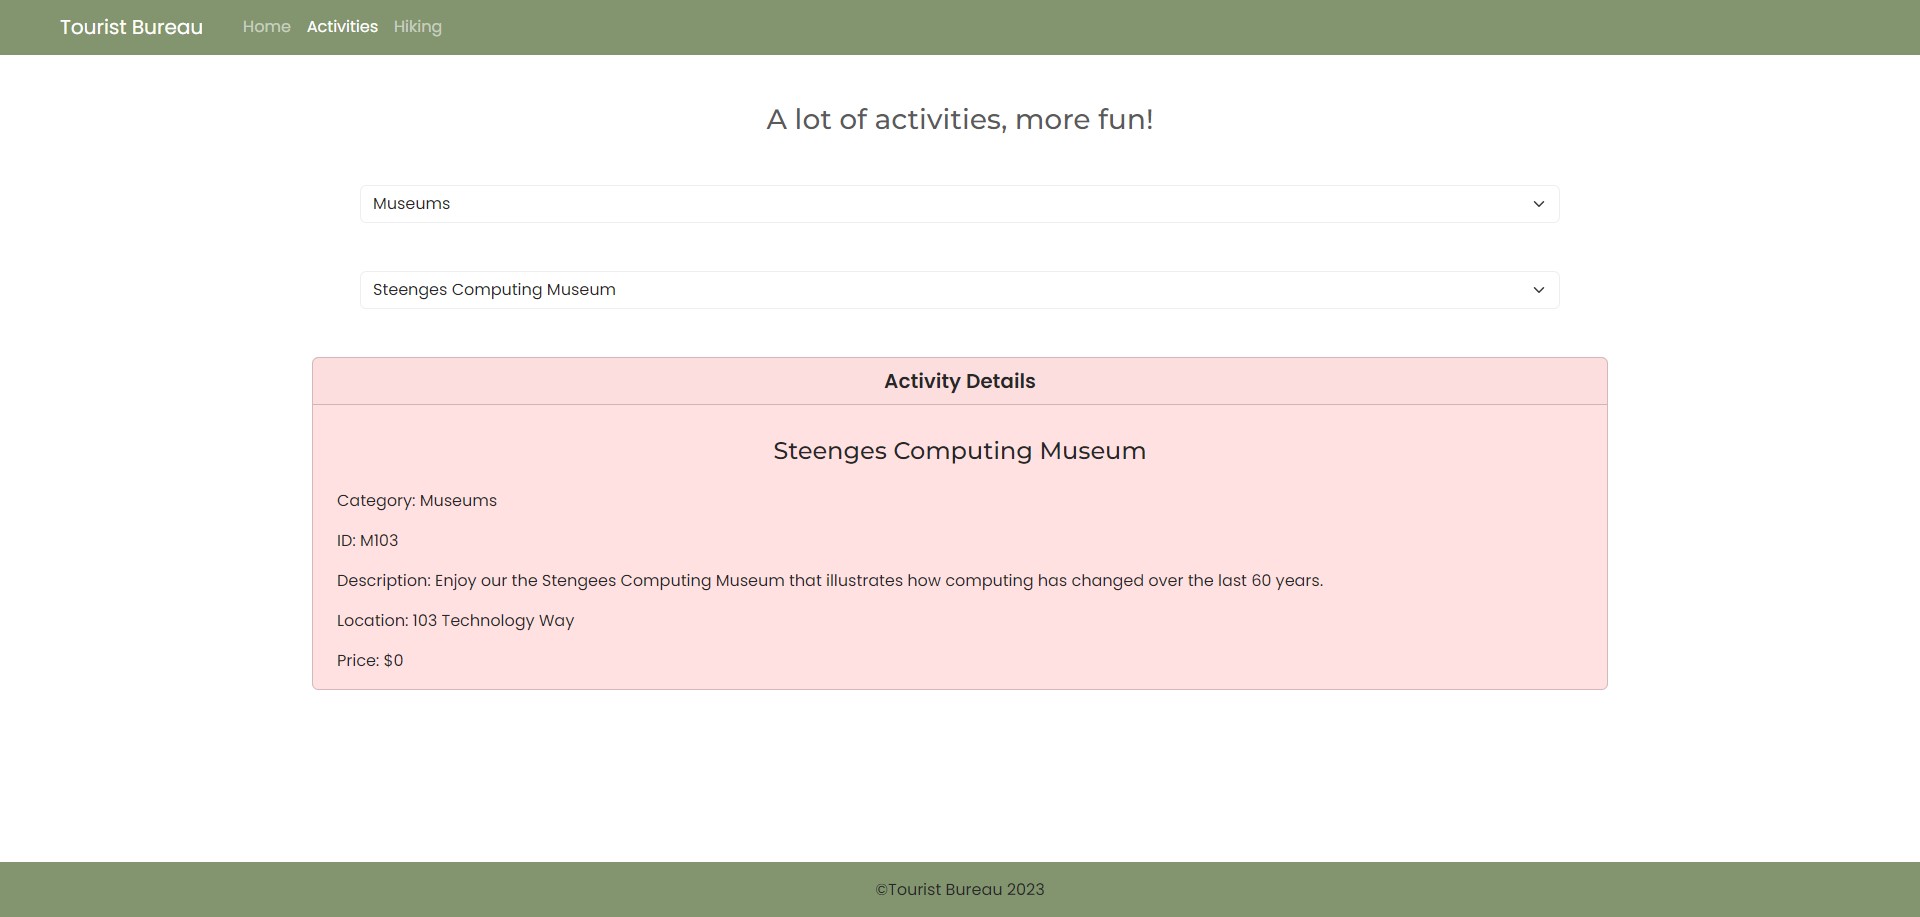 Tourist Bureau Home Activities Hiking
A lot of activities, more fun!
Museums
Steenges Computing Museum
Activity Details
Steenges Computing Museum
Category: Museums
ID: M103
Description: Enjoy our the Stengees Computing Museum that illustrates how computing has changed over the last 60 years.
Location: 103 Technology Way
Price: $0
©Tourist Bureau 2023